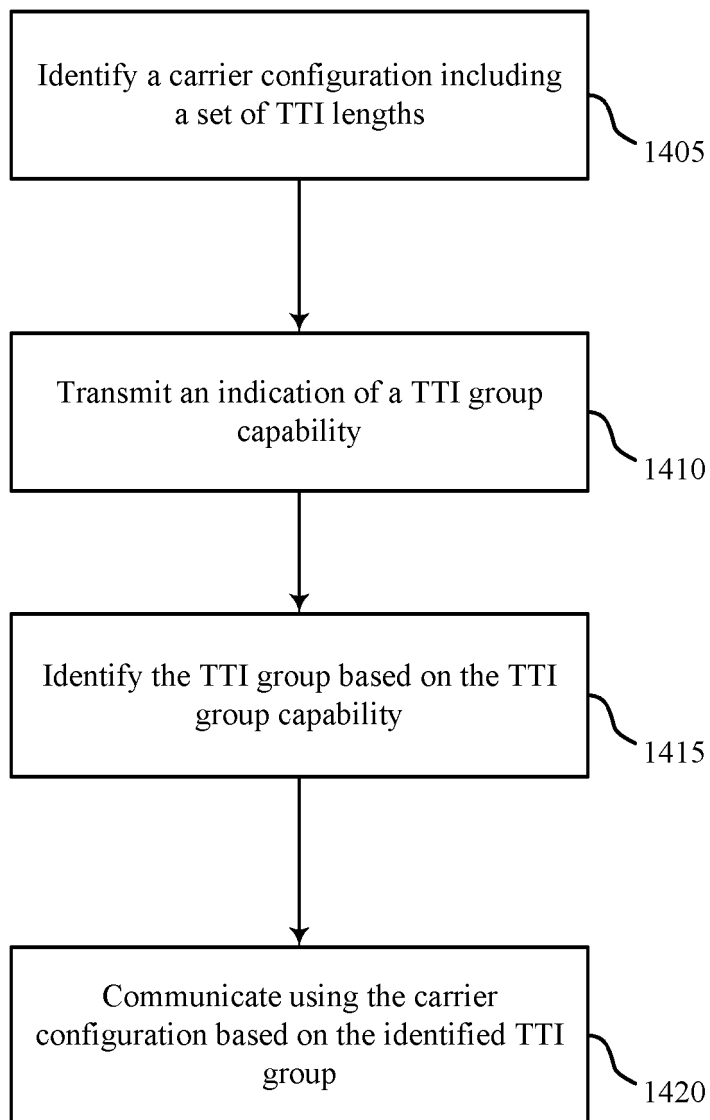 Identify a carrier configuration including
a set of TTI lengths
1405
Transmit an indication of a TTI group
capability
1410
Identify the TTI group based on the TTI
group capability
1415
Communicate using the carrier
configuration based on the identified TTI
group
1420